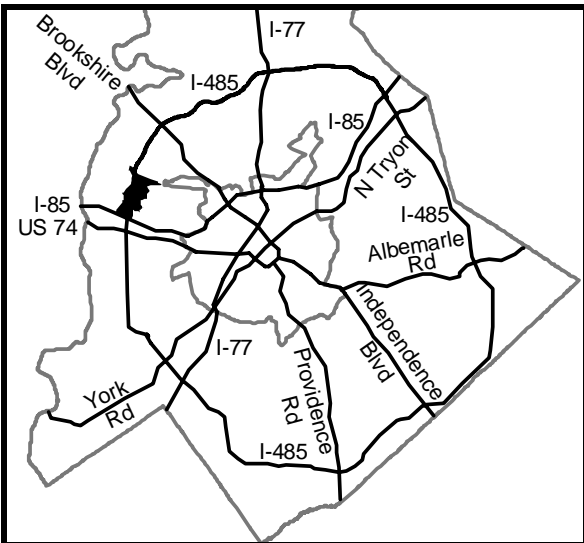 I-77
Brookshire
Blvd
I-485
I-85
N Tryon
St
I-85
US 74
I-485
Albemarle
Rd
Independence
Blvd
I-77
Providence
Rd
York
Rd
I-485